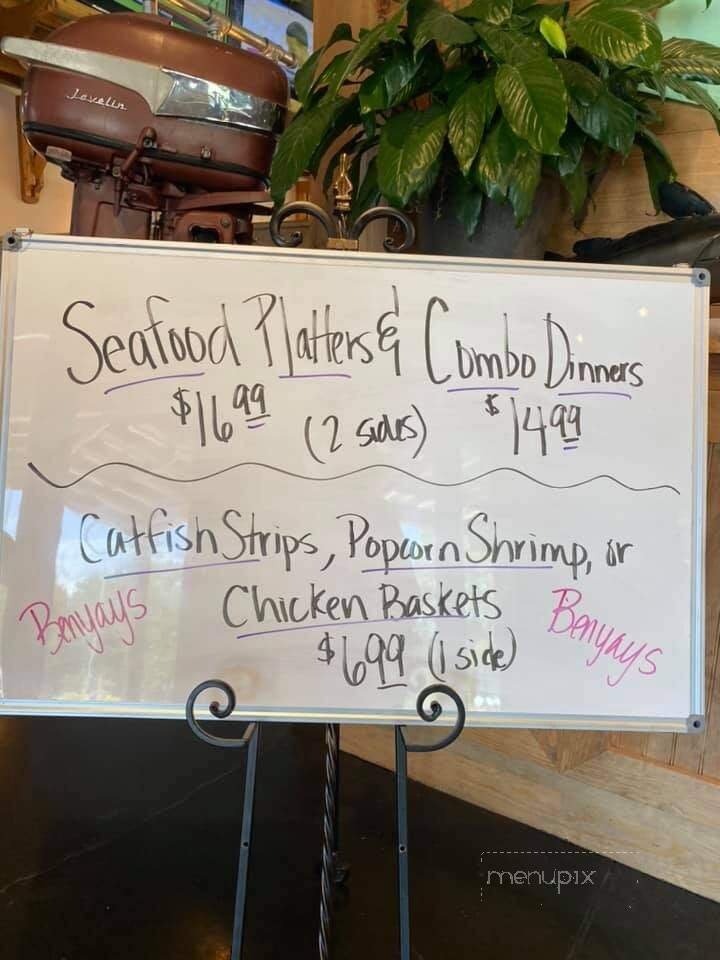 Javelin
Seafood Platters & Combo Dinners
$16.99 (2 sides) $14.99
Catfish Strips, Popcorn Shrimp, or
Chicken Baskets
Benyays Benyays
$6.99 (1 side)
menupix